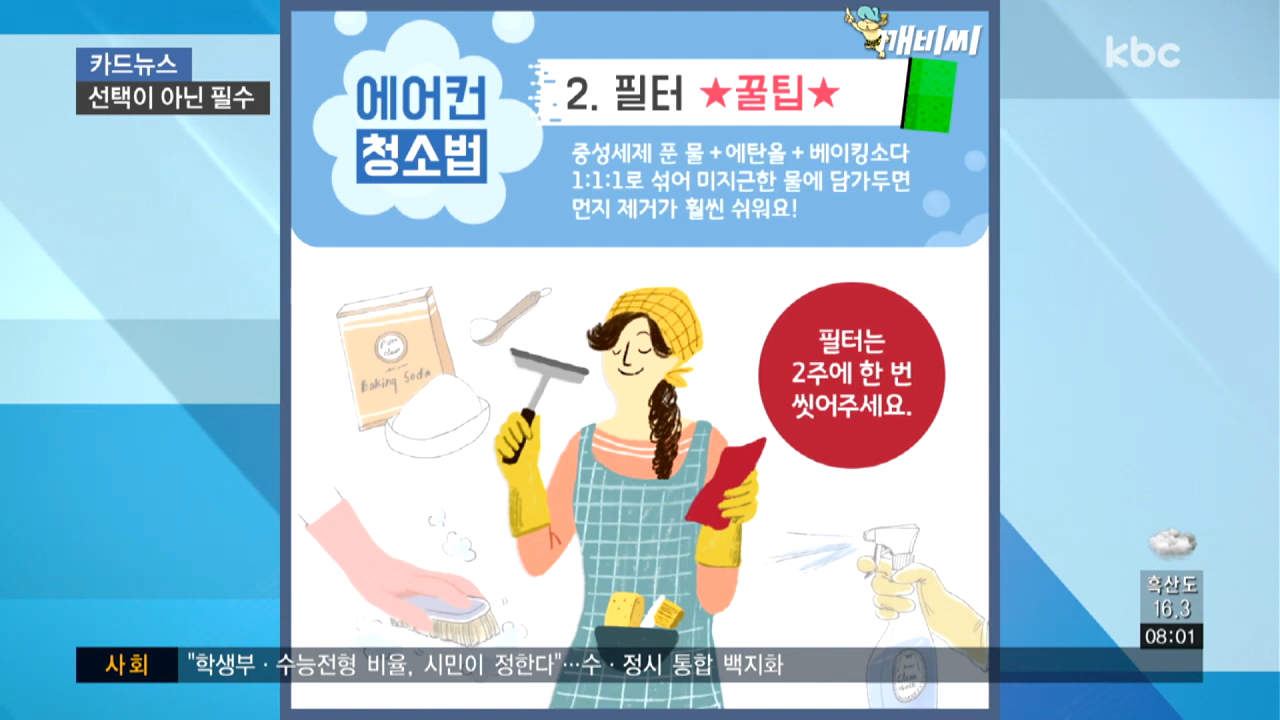 카드뉴스
선택이 아닌 필수
에어컨
청소법
2. 필터 ★꿀팁★
깨비씨
kbc
중성세제 푼 물 + 에탄올 + 베이킹소다
1:1:1로 섞어 미지근한 물에 담가두면
먼지 제거가 훨씬 쉬워요!
Baking Soda
필터는
2주에 한 번
씻어주세요.
흑산도
16.3
08:01
사회
"학생부·수능전형 비율, 시민이 정한다"…수·정시 통합 백지화